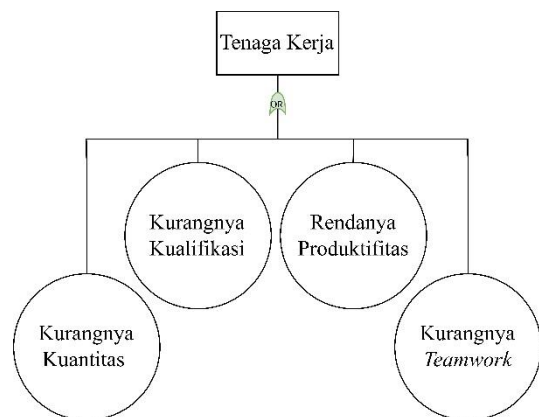 Tenaga Kerja
OR
Kurangnya
Kualifikasi
Rendanya
Produktifitas
Kurangnya
Kuantitas
Kurangnya
Teamwork